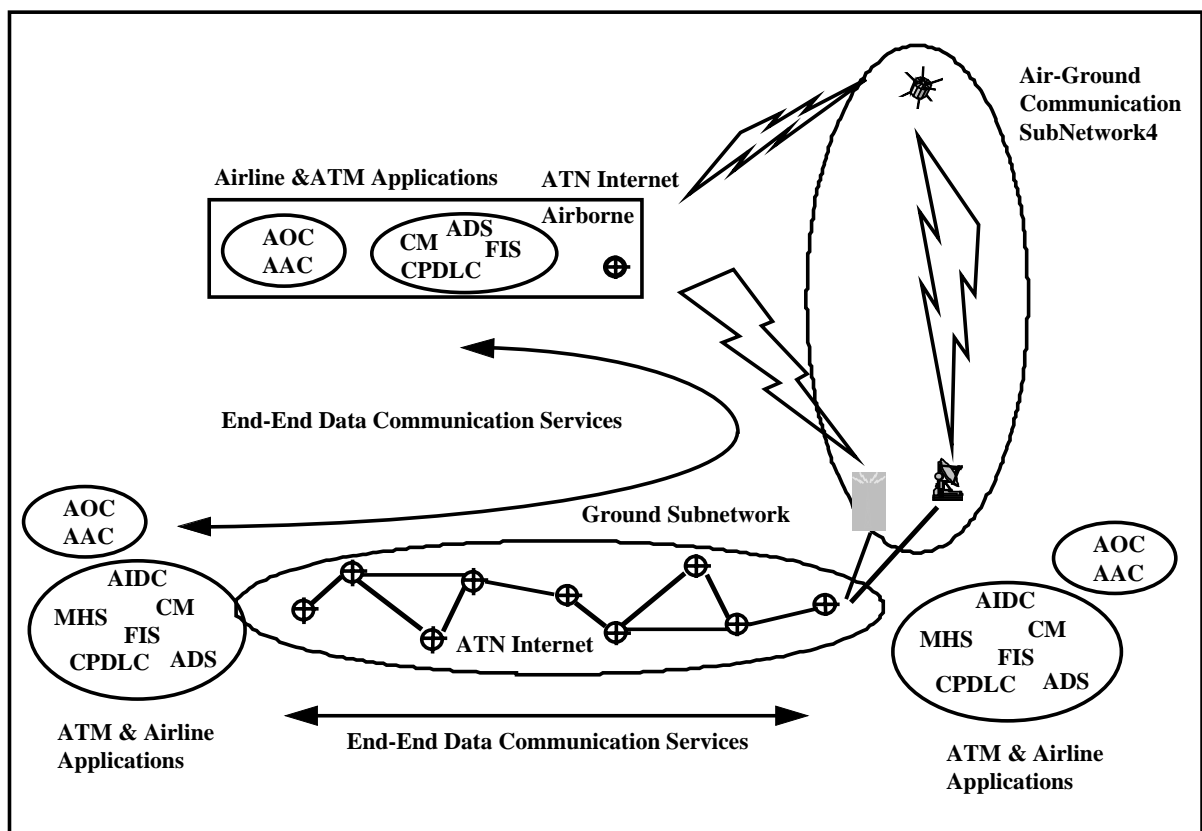 Air-Ground
Communication
SubNetwork4
Airline &ATM Applications
ATN Internet
Airborne
AOC
AAC
ADS
CM
FIS
CPDLC
End-End Data Communication Services
Ground Subnetwork
AOC
AAC
AIDC
CM
MHS
FIS
CPDLC
ADS
ATM & Airline
Applications
ATN Internet
End-End Data Communication Services
AOC
AAC
AIDC
CM
MHS
FIS
CPDLC
ADS
ATM & Airline
Applications